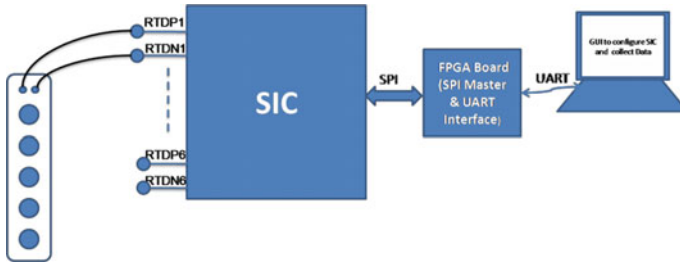 RTDP1
RTDN1
RTDP6
RTDN6
SIC
SPI
FPGA Board
(SPI Master
& UART
Interface)
UART
GUI to configure SIC
and collect Data